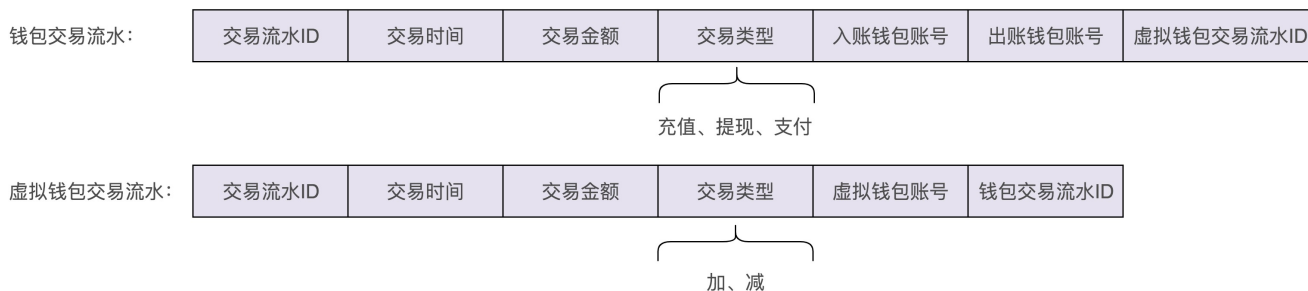 钱包交易流水： 交易流水ID 交易时间 交易金额 交易类型 入账钱包账号 出账钱包账号 虚拟钱包交易流水ID
充值、提现、支付
虚拟钱包交易流水： 交易流水ID 交易时间 交易金额 交易类型 虚拟钱包账号 钱包交易流水ID
加、减